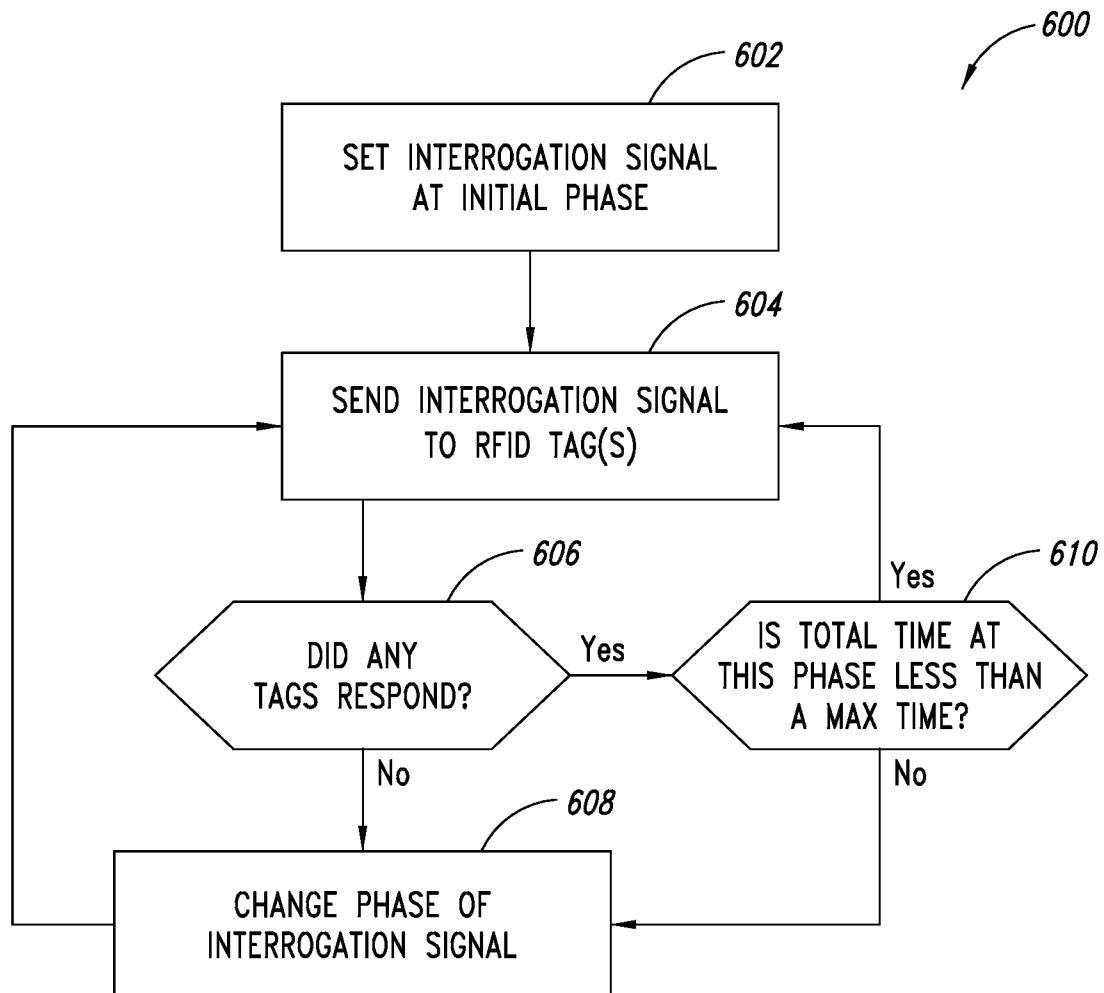 600
602
SET INTERROGATION SIGNAL
AT INITIAL PHASE
604
SEND INTERROGATION SIGNAL
TO RFID TAG(S)
606
DID ANY
TAGS RESPOND?
Yes
610
Yes
IS TOTAL TIME AT
THIS PHASE LESS THAN
A MAX TIME?
No
No
608
CHANGE PHASE OF
INTERROGATION SIGNAL